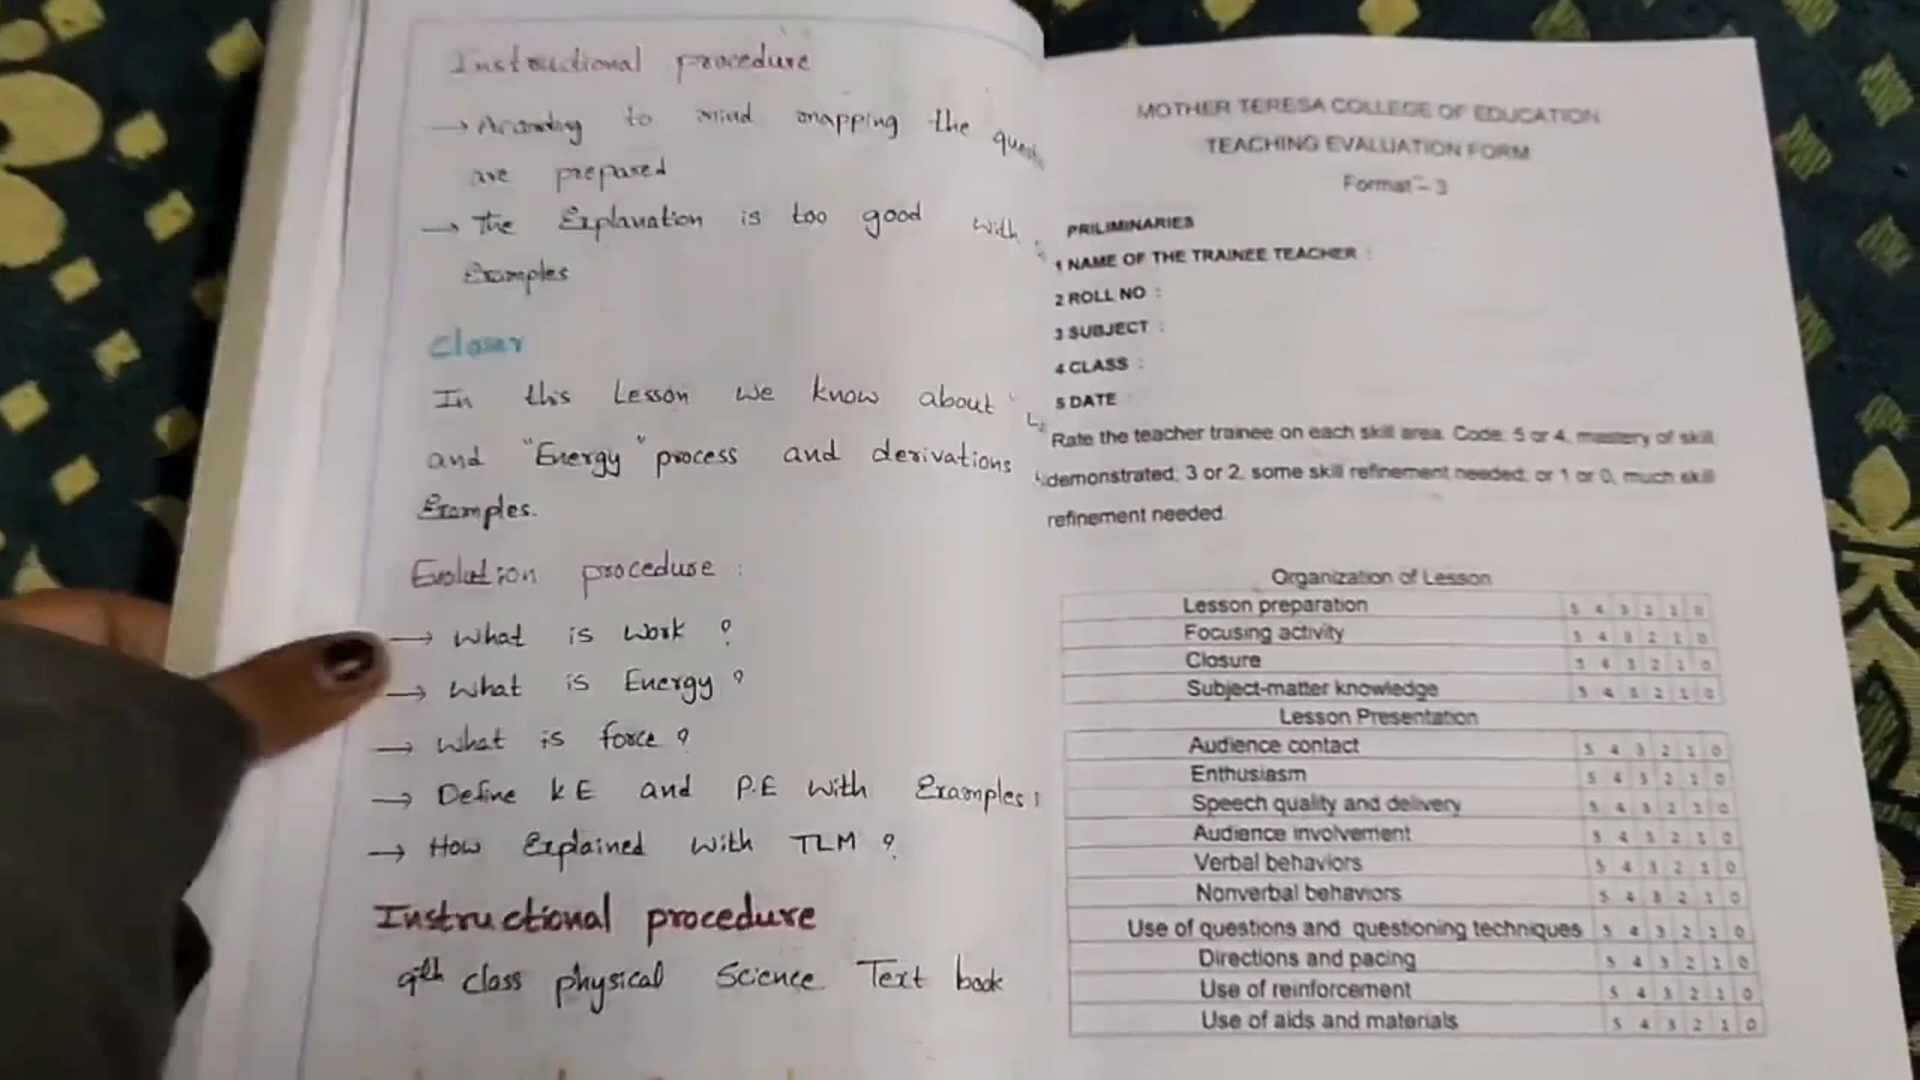 Instructional procedure
→ According to mind mapping the
are prepared
→ The Explanation is too good with
Examples
Closer
In this Lesson we know about
and "Energy" process and derivations
Examples.
Evolution procedure :
→ What is work ?
→ What is Energy ?
→ What is force ?
→ Define KE and P.E with Examples
→ How Explained with TLM ?
Instructional procedure
9th class physical Science Text book
MOTHER TERESA COLLEGE OF EDUCATION
TEACHING EVALUATION FORM
Format – 3
PRILIMINARIES
1 NAME OF THE TRAINEE TEACHER :
2 ROLL NO :
3 SUBJECT :
4 CLASS :
5 DATE
Rate the teacher trainee on each skill area. Code: 5 or 4, mastery of skill
demonstrated; 3 or 2, some skill refinement needed; or 1 or 0, much skill
refinement needed.
Organization of Lesson
Lesson preparation 5 4 3 2 1 0
Focusing activity 5 4 3 2 1 0
Closure 5 4 3 2 1 0
Subject-matter knowledge 5 4 3 2 1 0
Lesson Presentation
Audience contact 5 4 3 2 1 0
Enthusiasm 5 4 3 2 1 0
Speech quality and delivery 5 4 3 2 1 0
Audience involvement 5 4 3 2 1 0
Verbal behaviors 5 4 3 2 1 0
Nonverbal behaviors 5 4 3 2 1 0
Use of questions and questioning techniques 5 4 3 2 1 0
Directions and pacing 5 4 3 2 1 0
Use of reinforcement 5 4 3 2 1 0
Use of aids and materials 5 4 3 2 1 0